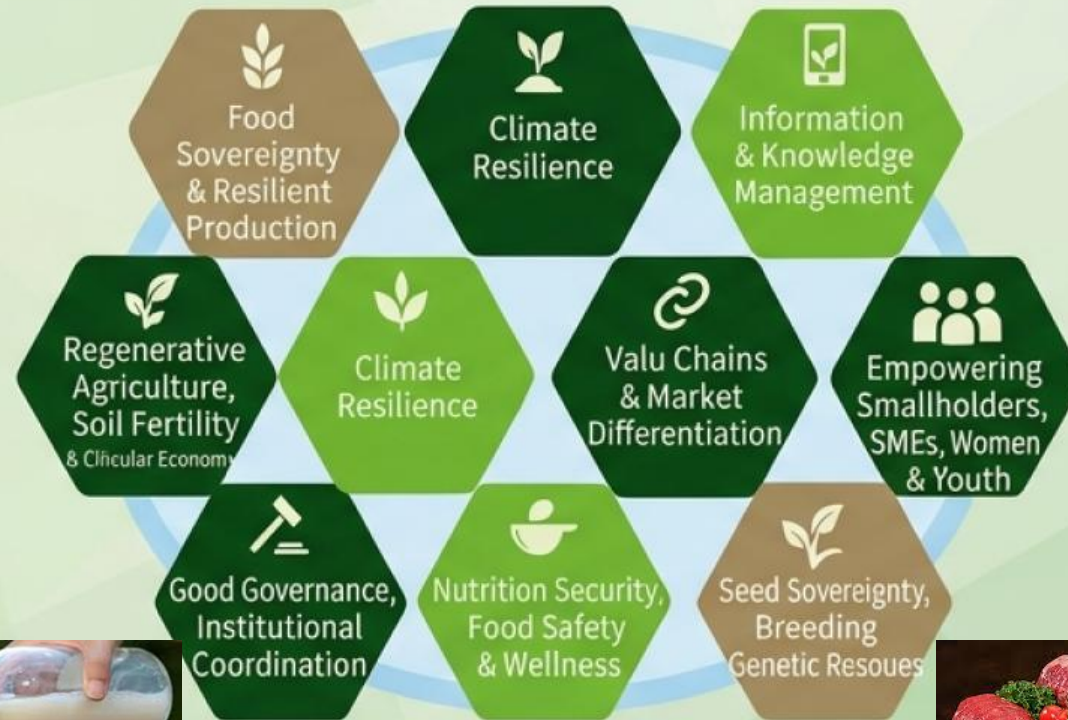 Food
Sovereignty
& Resilient
Production
Climate
Resilience
Information
& Knowledge
Management
Regenerative
Agriculture,
Soil Fertility
& Clĩicular Economy
Climate
Resilience
Valu Chains
& Market
Differentiation
Empowering
Smallholders,
SMEs, Women
& Youth
Good Governance,
Institutional
Coordination
Nutrition Security,
Food Safety
& Wellness
Seed Sovereignty,
Breeding
Genetic Resoues